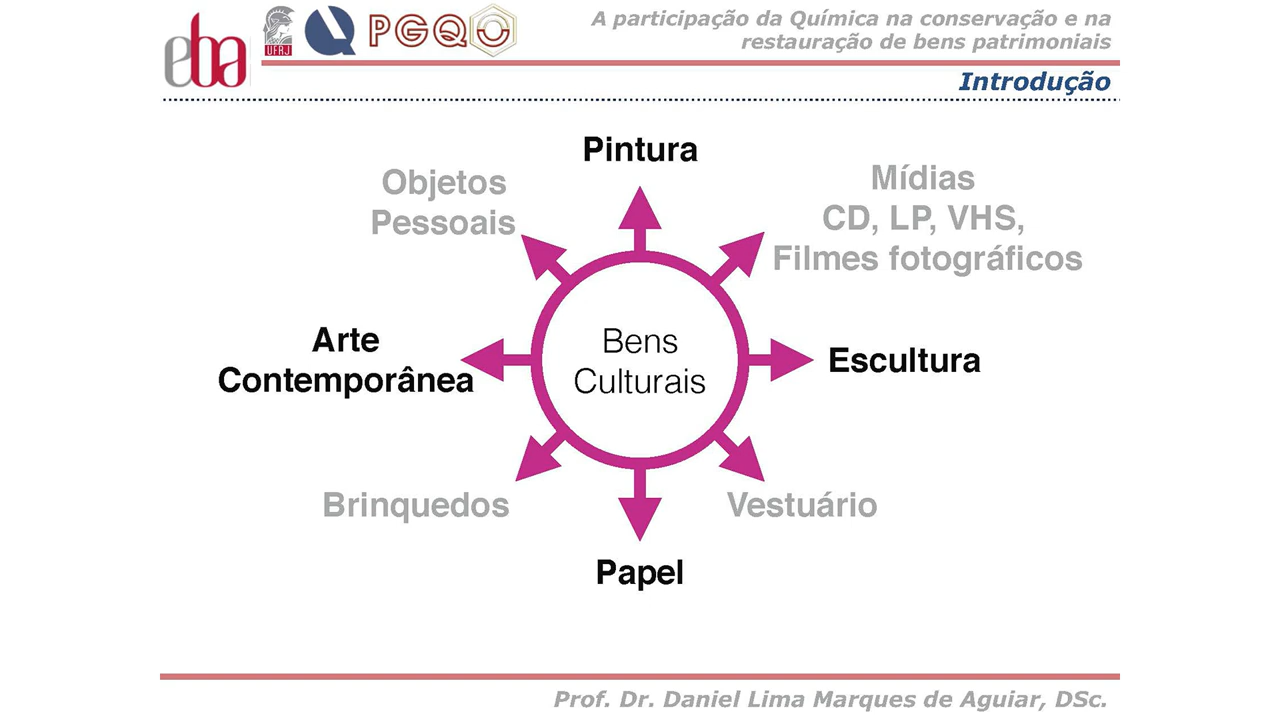 eba
UFRJ
PGQu
A participação da Química na conservação e na
restauração de bens patrimoniais
Introdução
Pintura
Objetos
Pessoais
Mídias
CD, LP, VHS,
Filmes fotográficos
Arte
Contemporânea
Bens
Culturais
Escultura
Brinquedos
Vestuário
Papel
Prof. Dr. Daniel Lima Marques de Aguiar, DSc.